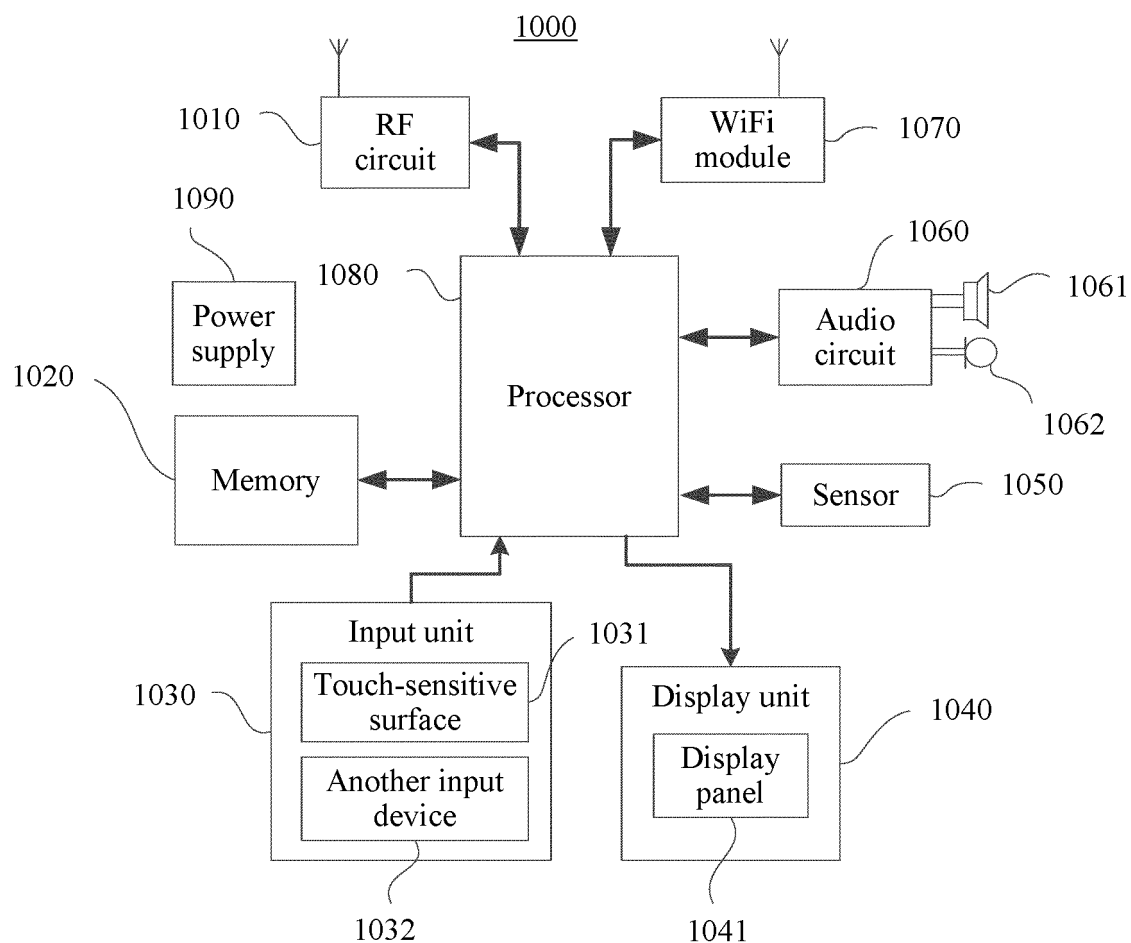 1000
1010
RF
circuit
WiFi
module
1070
1090
Power
supply
1080
Processor
1060
Audio
circuit
1061
1062
1020
Memory
Sensor
1050
Input unit
1031
Touch-sensitive
surface
1030
Another input
device
1032
Display unit
1040
Display
panel
1041